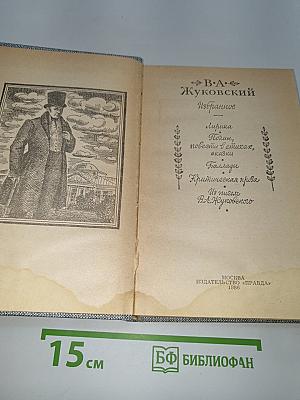 В·А·
Жуковский
Избранное
Лирика
Поэмы,
повести в стихах,
сказки
Баллады
Критическая проза
Из писем
В.А.Жуковского
МОСКВА
ИЗДАТЕЛЬСТВО «ПРАВДА»
1986
15 см
БФ БИБЛИОФАН